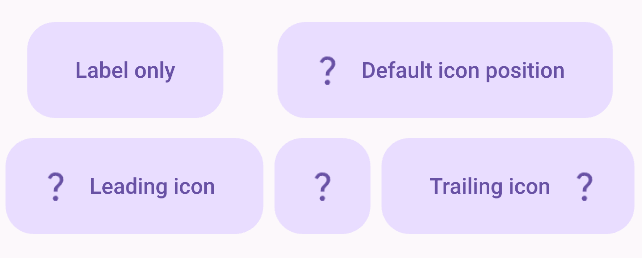 Label only
? Default icon position
? Leading icon
?
Trailing icon ?